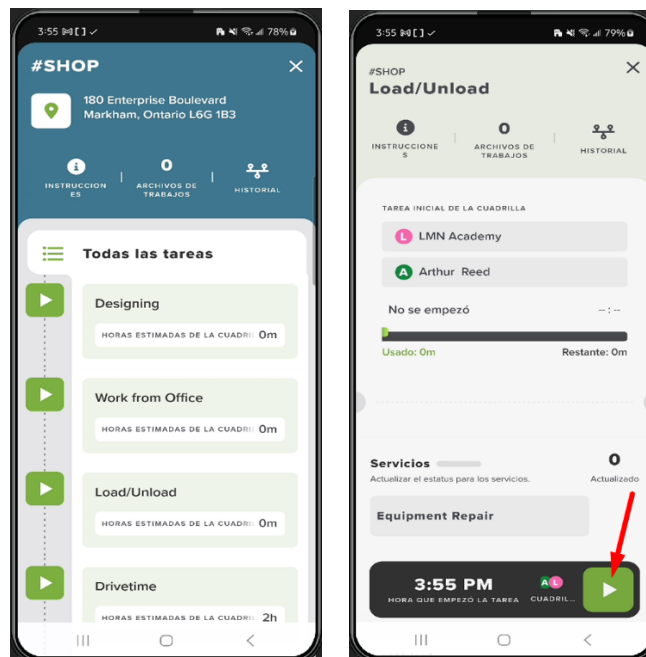 3:55
78%
#SHOP
180 Enterprise Boulevard
Markham, Ontario L6G 1B3
INSTRUCCION
ES
0
ARCHIVOS DE
TRABAJOS
HISTORIAL
Todas las tareas
Designing
HORAS ESTIMADAS DE LA CUADRI 0m
Work from Office
HORAS ESTIMADAS DE LA CUADRI 0m
Load/Unload
HORAS ESTIMADAS DE LA CUADRI 0m
Drivetime
HORAS ESTIMADAS DE LA CUADRI 2h
3:55
79%
#SHOP
Load/Unload
INSTRUCCIONE
S
0
ARCHIVOS DE
TRABAJOS
HISTORIAL
TAREA INICIAL DE LA CUADRILLA
L LMN Academy
A Arthur Reed
No se empezó --:--
Usado: 0m Restante: 0m
Servicios 0
Actualizar el estatus para los servicios. Actualizado
Equipment Repair
3:55 PM A L
HORA QUE EMPEZÓ LA TAREA CUADRIL...